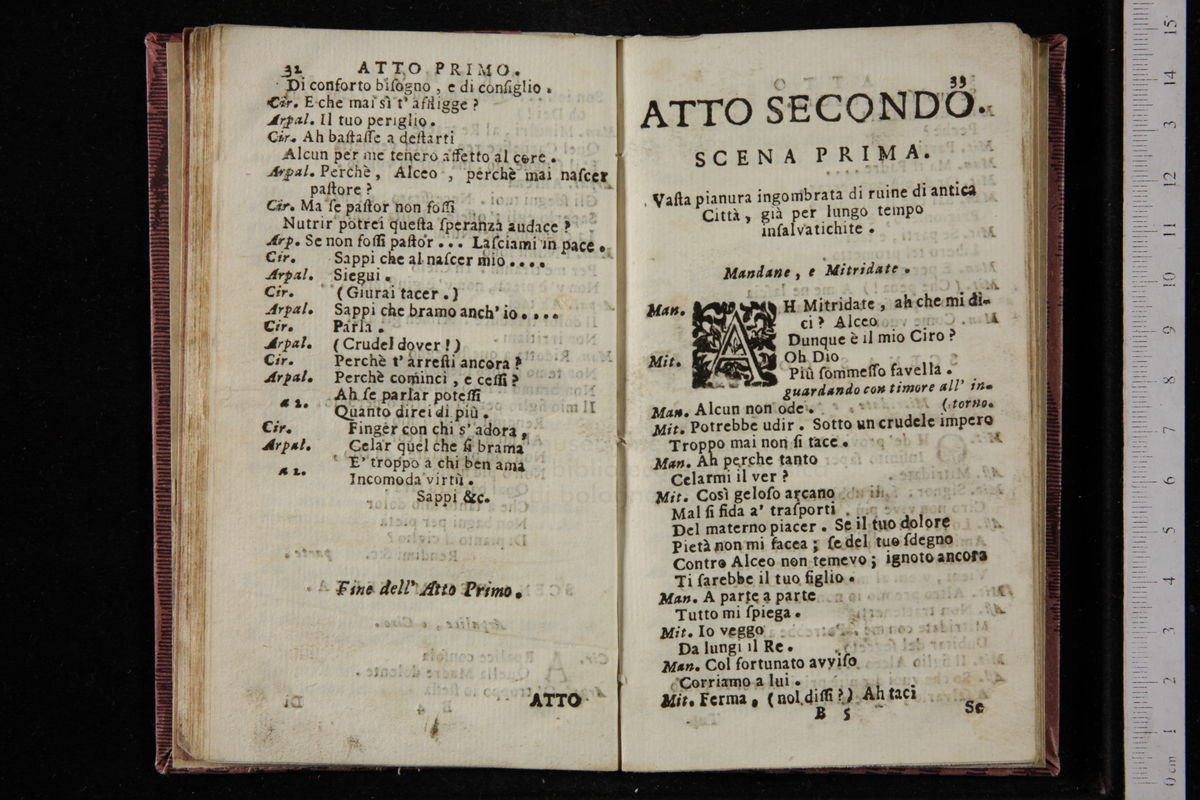 32 ATTO PRIMO.
Di conforto biſogno, e di conſiglio.
Cir. E che mai sì t'affligge?
Arpal. Il tuo periglio.
Cir. Ah baſtaſſe a deſtarti
Alcun per me tenero affetto al core.
Arpal. Perchè, Alceo, perchè mai naſcer
paſtore?
Cir. Ma ſe paſtor non foſſi
Nutrir potrei queſta ſperanza audace?
Arp. Se non foſſi paſtor... Laſciami in pace.
Cir. Sappi che al naſcer mio....
Arpal. Siegui.
Cir. (Giurai tacer.)
Arpal. Sappi che bramo anch'io....
Cir. Parla.
Arpal. (Crudel dover!)
Cir. Perchè t'arreſti ancora?
Arpal. Perchè cominci, e ceſſi?
a 2. Ah ſe parlar poteſſi
Quanto direi di più.
Cir. Finger con chi s'adora,
Arpal. Celar quel che ſi brama
a 2. E' troppo a chi ben ama
Incomoda virtù.
Sappi &c.
Fine dell'Atto Primo.
ATTO
33
ATTO SECONDO.
SCENA PRIMA.
Vaſta pianura ingombrata di ruine di antica
Città, già per lungo tempo
inſalvatichite.
Mandane, e Mitridate.
Man. AH Mitridate, ah che mi di-
ci? Alceo
Dunque è il mio Ciro?
Mit. Oh Dio
Più ſommeſſo favella.
guardando con timore all' in-
Man. Alcun non ode. (torno.
Mit. Potrebbe udir. Sotto un crudele impero
Troppo mai non ſi tace.
Man. Ah perche tanto
Celarmi il ver?
Mit. Così geloſo arcano
Mal ſi fida a' traſporti
Del materno piacer. Se il tuo dolore
Pietà non mi facea; ſe del tuo ſdegno
Contro Alceo non temevo; ignoto ancora
Ti ſarebbe il tuo figlio.
Man. A parte a parte
Tutto mi ſpiega.
Mit. Io veggo
Da lungi il Re.
Man. Col fortunato avviſo
Corriamo a lui.
Mit. Ferma. (nol diſſi?) Ah taci
B 5 Se